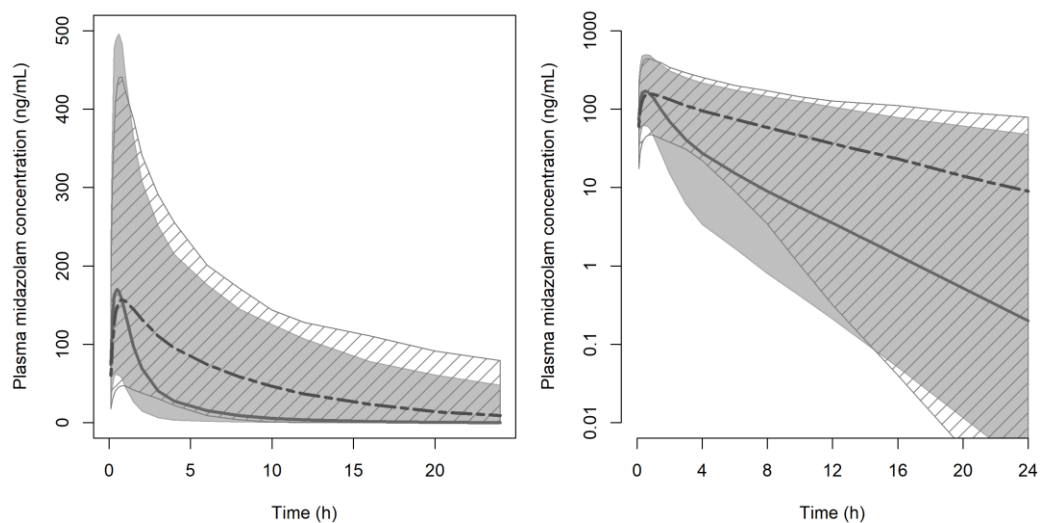 Plasma midazolam concentration (ng/mL)
500
400
300
200
100
0
0 5 10 15 20
Time (h)
Plasma midazolam concentration (ng/mL)
1000
100
10
1
0.1
0.01
0 4 8 12 16 20 24
Time (h)